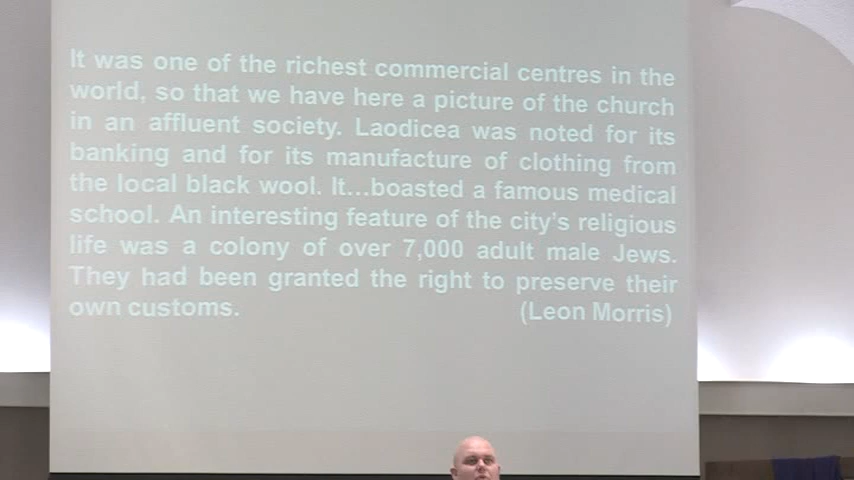 It was one of the richest commercial centres in the
world, so that we have here a picture of the church
in an affluent society. Laodicea was noted for its
banking and for its manufacture of clothing from
the local black wool. It...boasted a famous medical
school. An interesting feature of the city's religious
life was a colony of over 7,000 adult male Jews.
They had been granted the right to preserve their
own customs. (Leon Morris)